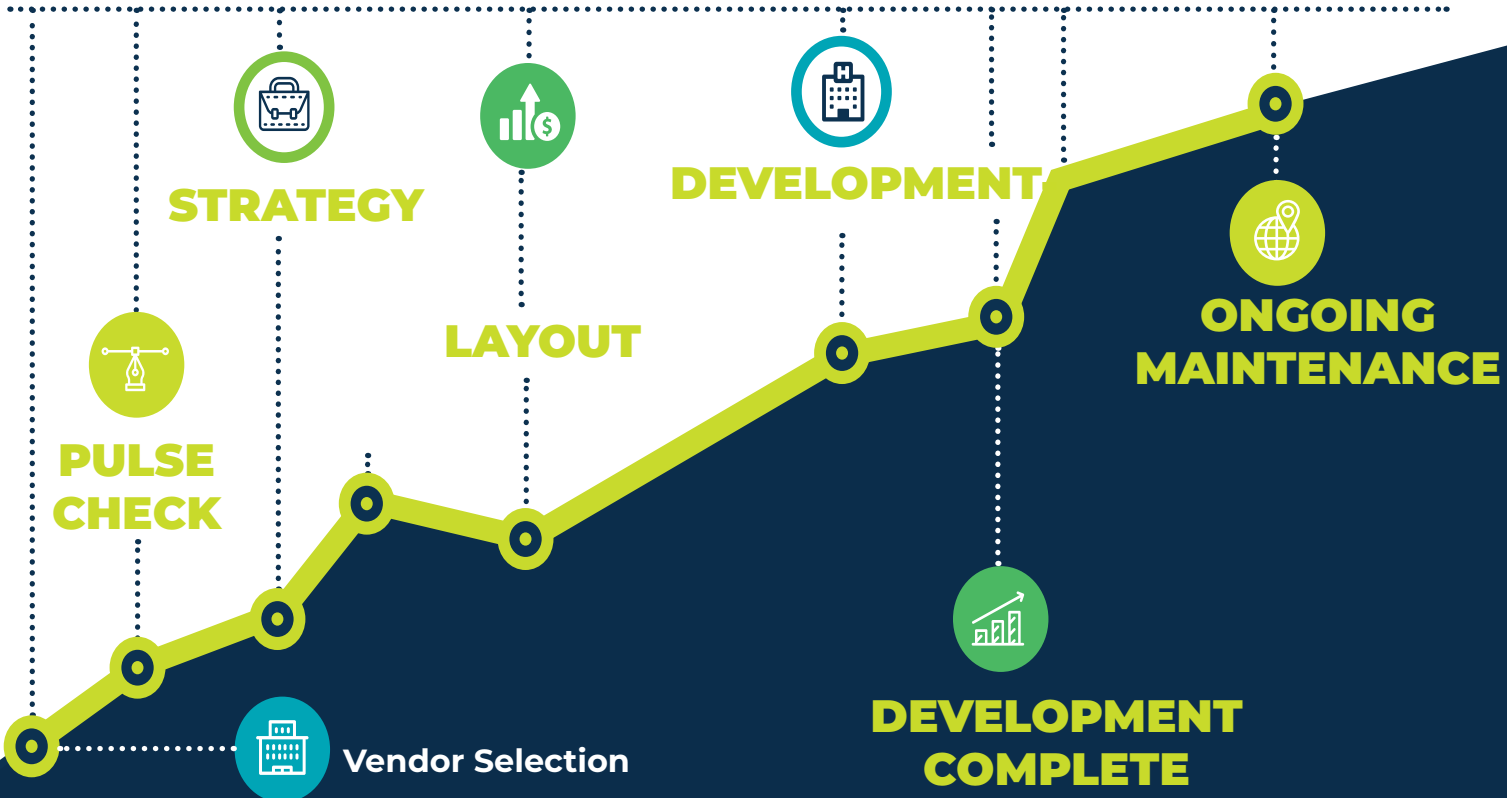 STRATEGY
DEVELOPMENT
LAYOUT
ONGOING
MAINTENANCE
PULSE
CHECK
DEVELOPMENT
COMPLETE
Vendor Selection